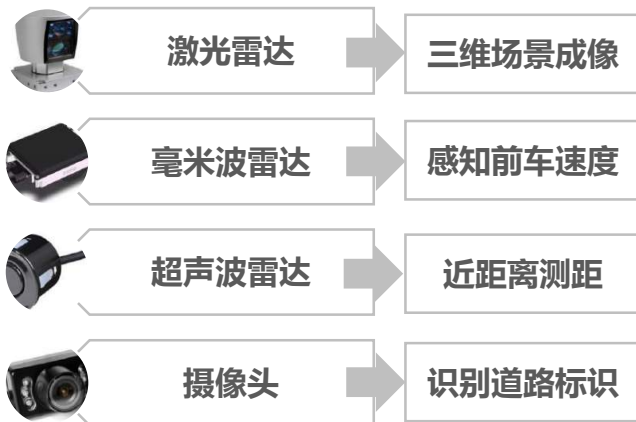 激光雷达
三维场景成像
毫米波雷达
感知前车速度
超声波雷达
近距离测距
摄像头
识别道路标识